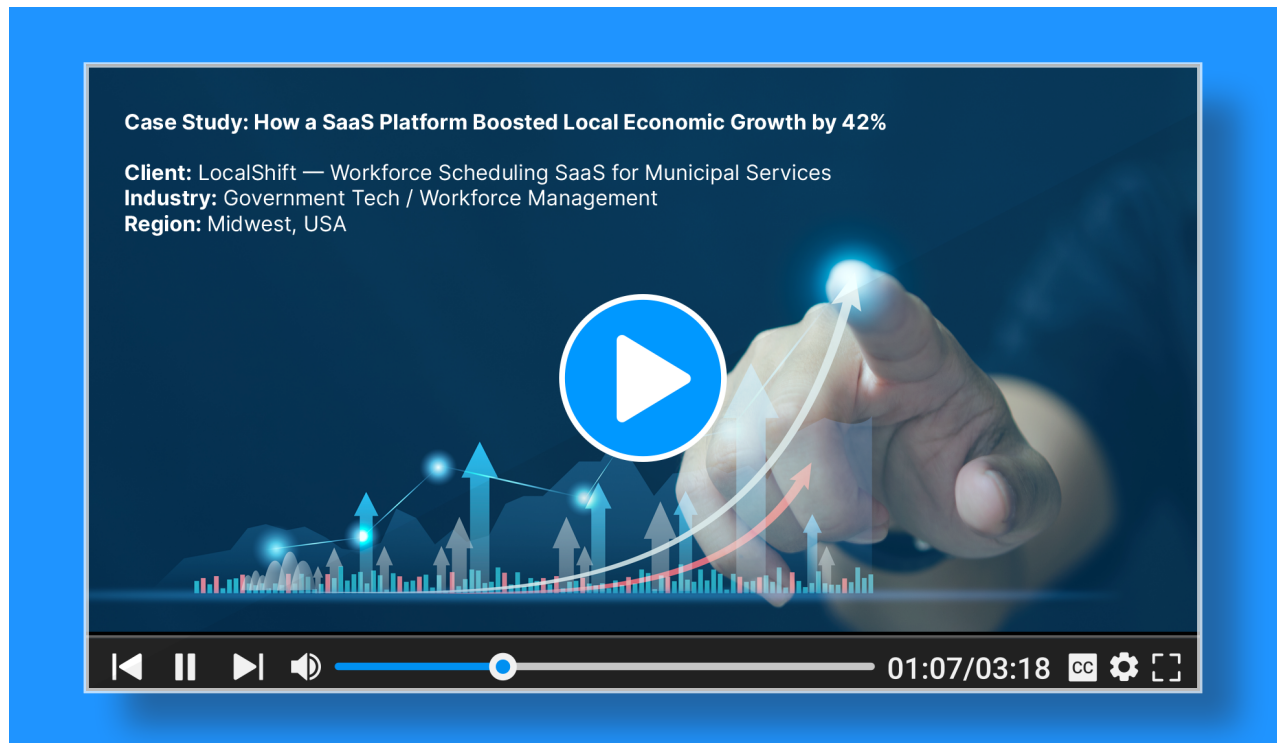 Case Study: How a SaaS Platform Boosted Local Economic Growth by 42%
Client: LocalShift — Workforce Scheduling SaaS for Municipal Services
Industry: Government Tech / Workforce Management
Region: Midwest, USA
01:07/03:18 CC